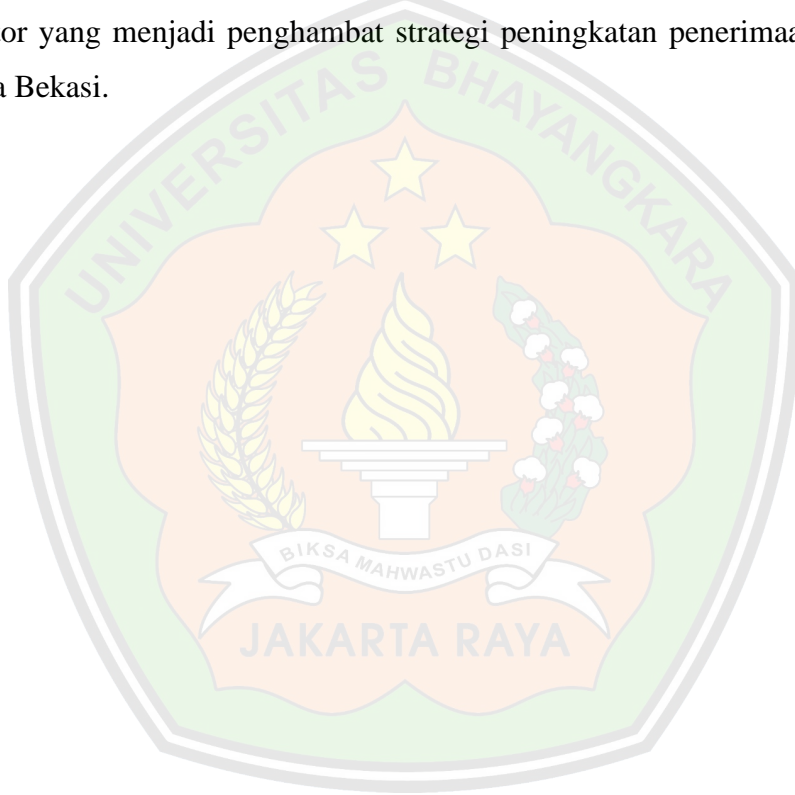 or yang menjadi penghambat strategi peningkatan penerimaa
Bekasi.
UNIVERSITAS BHAYANGKARA
BIKSA MAHWASTU DASI
JAKARTA RAYA